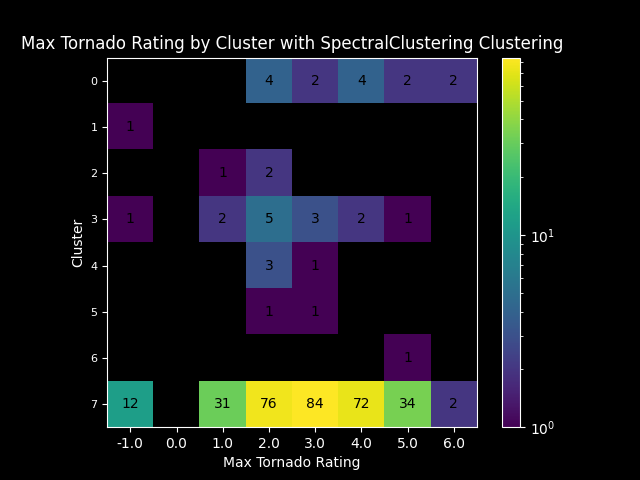 Max Tornado Rating by Cluster with SpectralClustering Clustering
0 4 2 4 2 2
1 1
2 1 2
3 1 2 5 3 2 1
4 3 1
5 1 1
6 1
7 12 31 76 84 72 34 2
-1.0 0.0 1.0 2.0 3.0 4.0 5.0 6.0
Max Tornado Rating
Cluster
10¹
10⁰